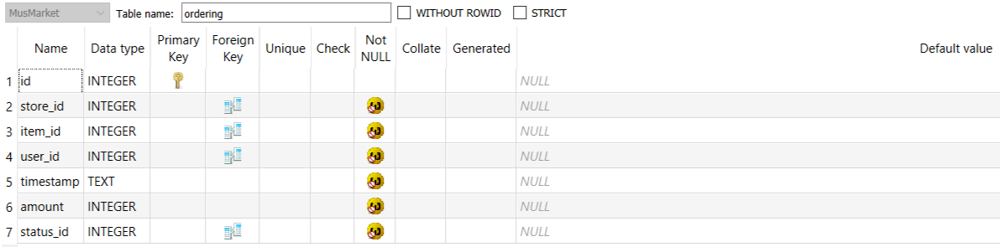 MusMarket Table name: ordering WITHOUT ROWID STRICT
Name Data type Primary Key Foreign Key Unique Check Not NULL Collate Generated Default value
1 id INTEGER NULL
2 store_id INTEGER NULL
3 item_id INTEGER NULL
4 user_id INTEGER NULL
5 timestamp TEXT NULL
6 amount INTEGER NULL
7 status_id INTEGER NULL